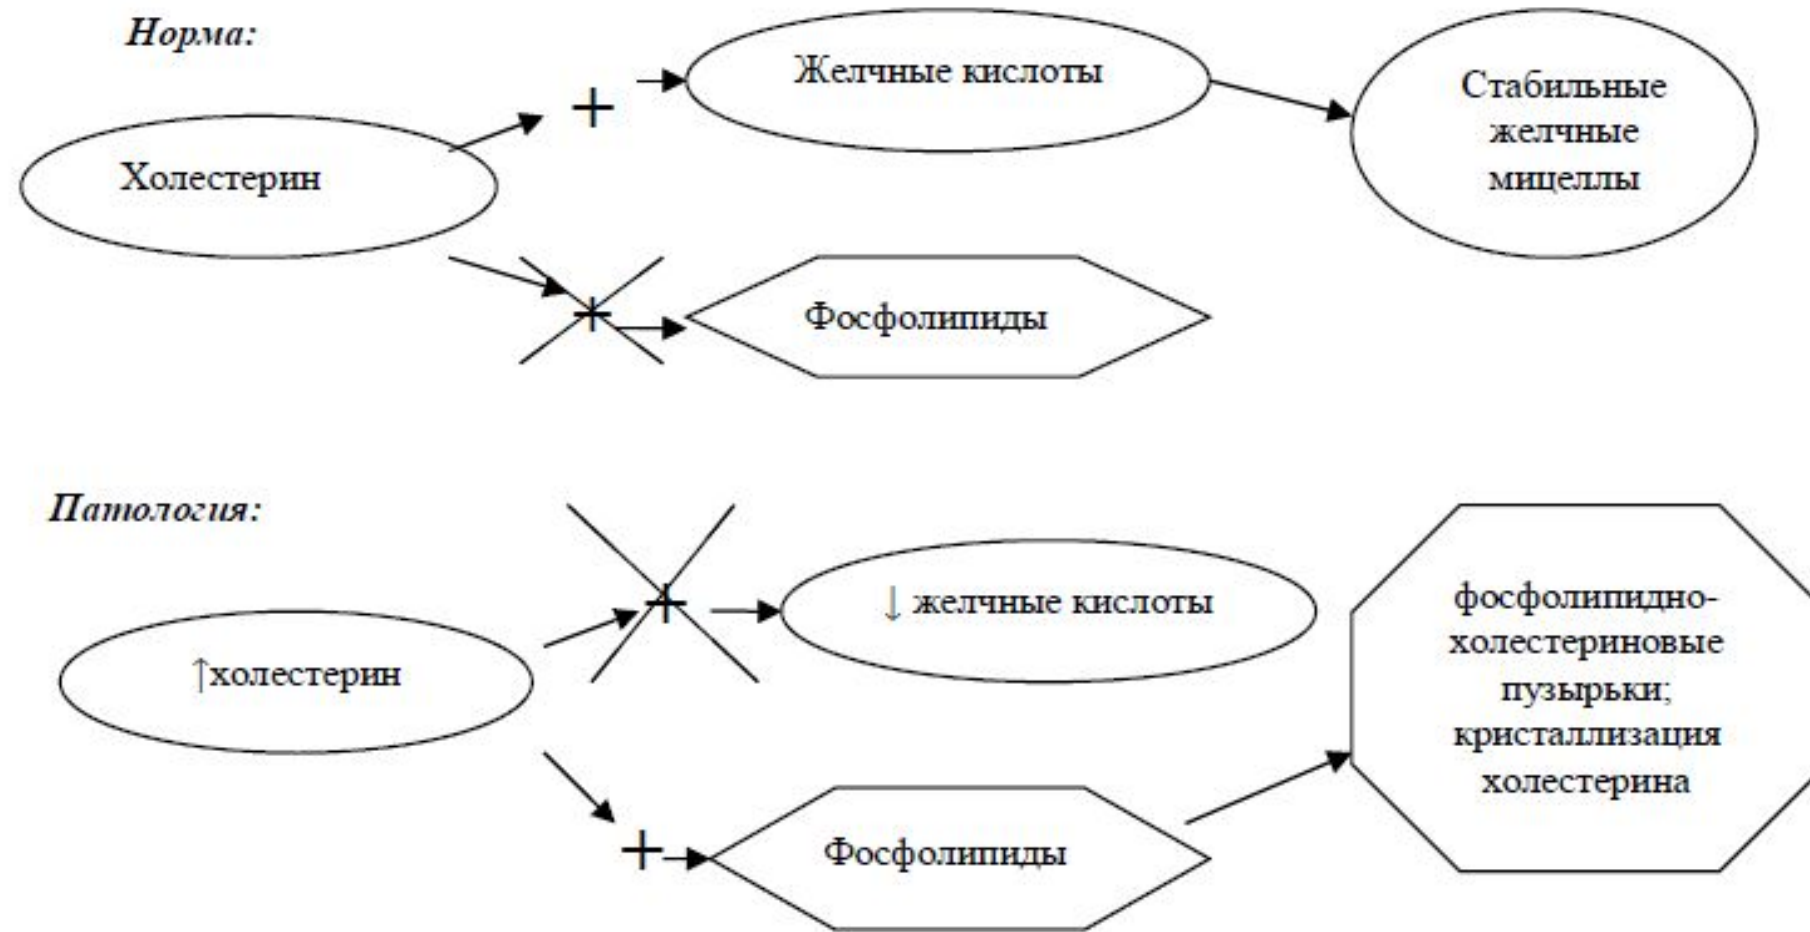 Норма:
Желчные кислоты
+
Стабильные
желчные
мицеллы
Холестерин
+
Фосфолипиды
Патология:
+
↓ желчные кислоты
↑холестерин
фосфолипидно-
холестериновые
пузырьки;
кристаллизация
холестерина
+
Фосфолипиды